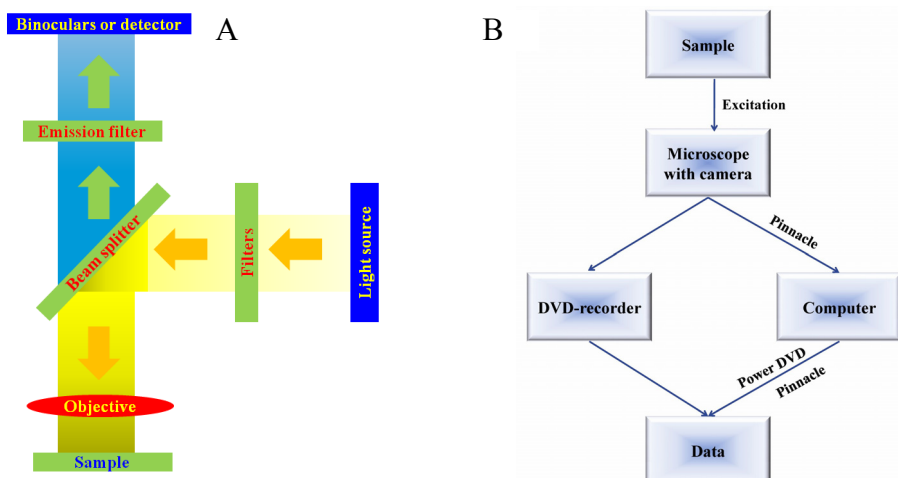 Binoculars or detector
A
Emission filter
Beam splitter
Filters
Light source
Objective
Sample
B
Sample
Excitation
Microscope
with camera
Pinnacle
DVD-recorder
Computer
Power DVD
Pinnacle
Data